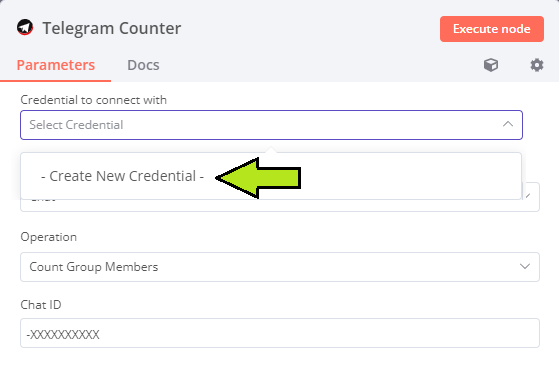 Telegram Counter
Execute node
Parameters
Docs
Credential to connect with
Select Credential
- Create New Credential -
Chat
Operation
Count Group Members
Chat ID
-XXXXXXXXXX